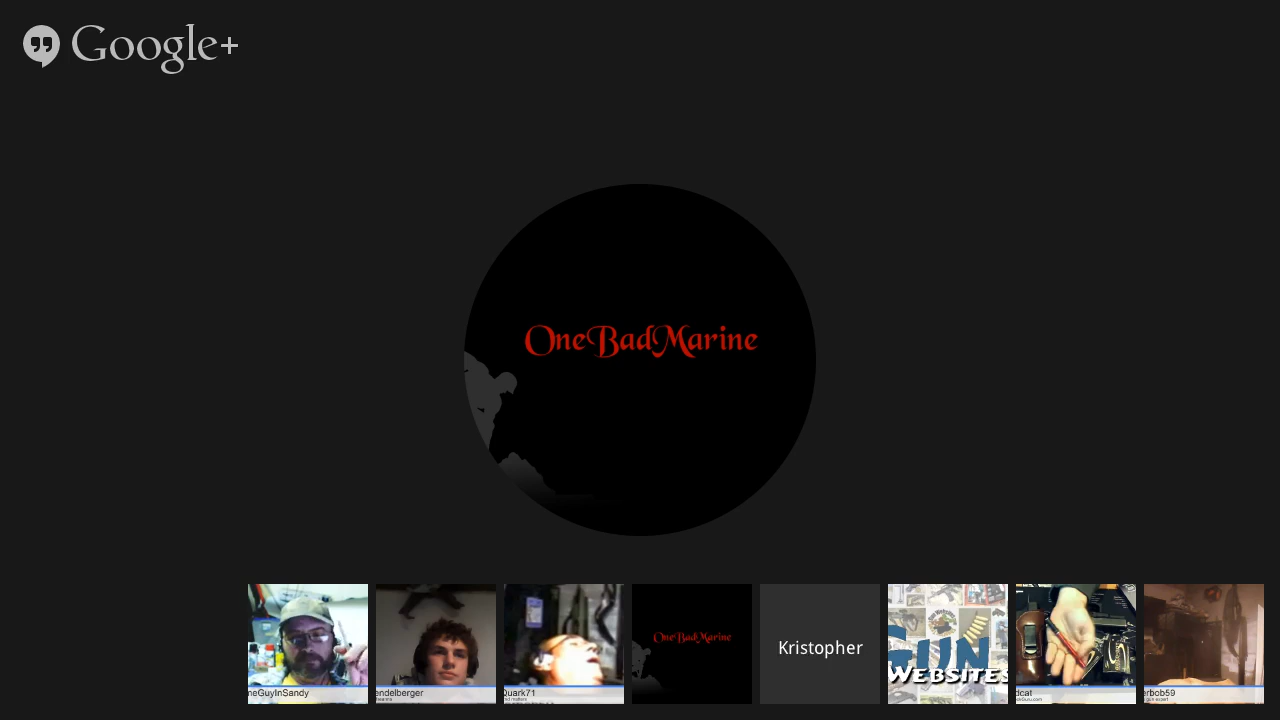 Google+
OneBadMarine
OneBadMarine
Kristopher
GUN
WEBSITES
neGuyInSandy
endelberger
Quark71
dcat
erbob59